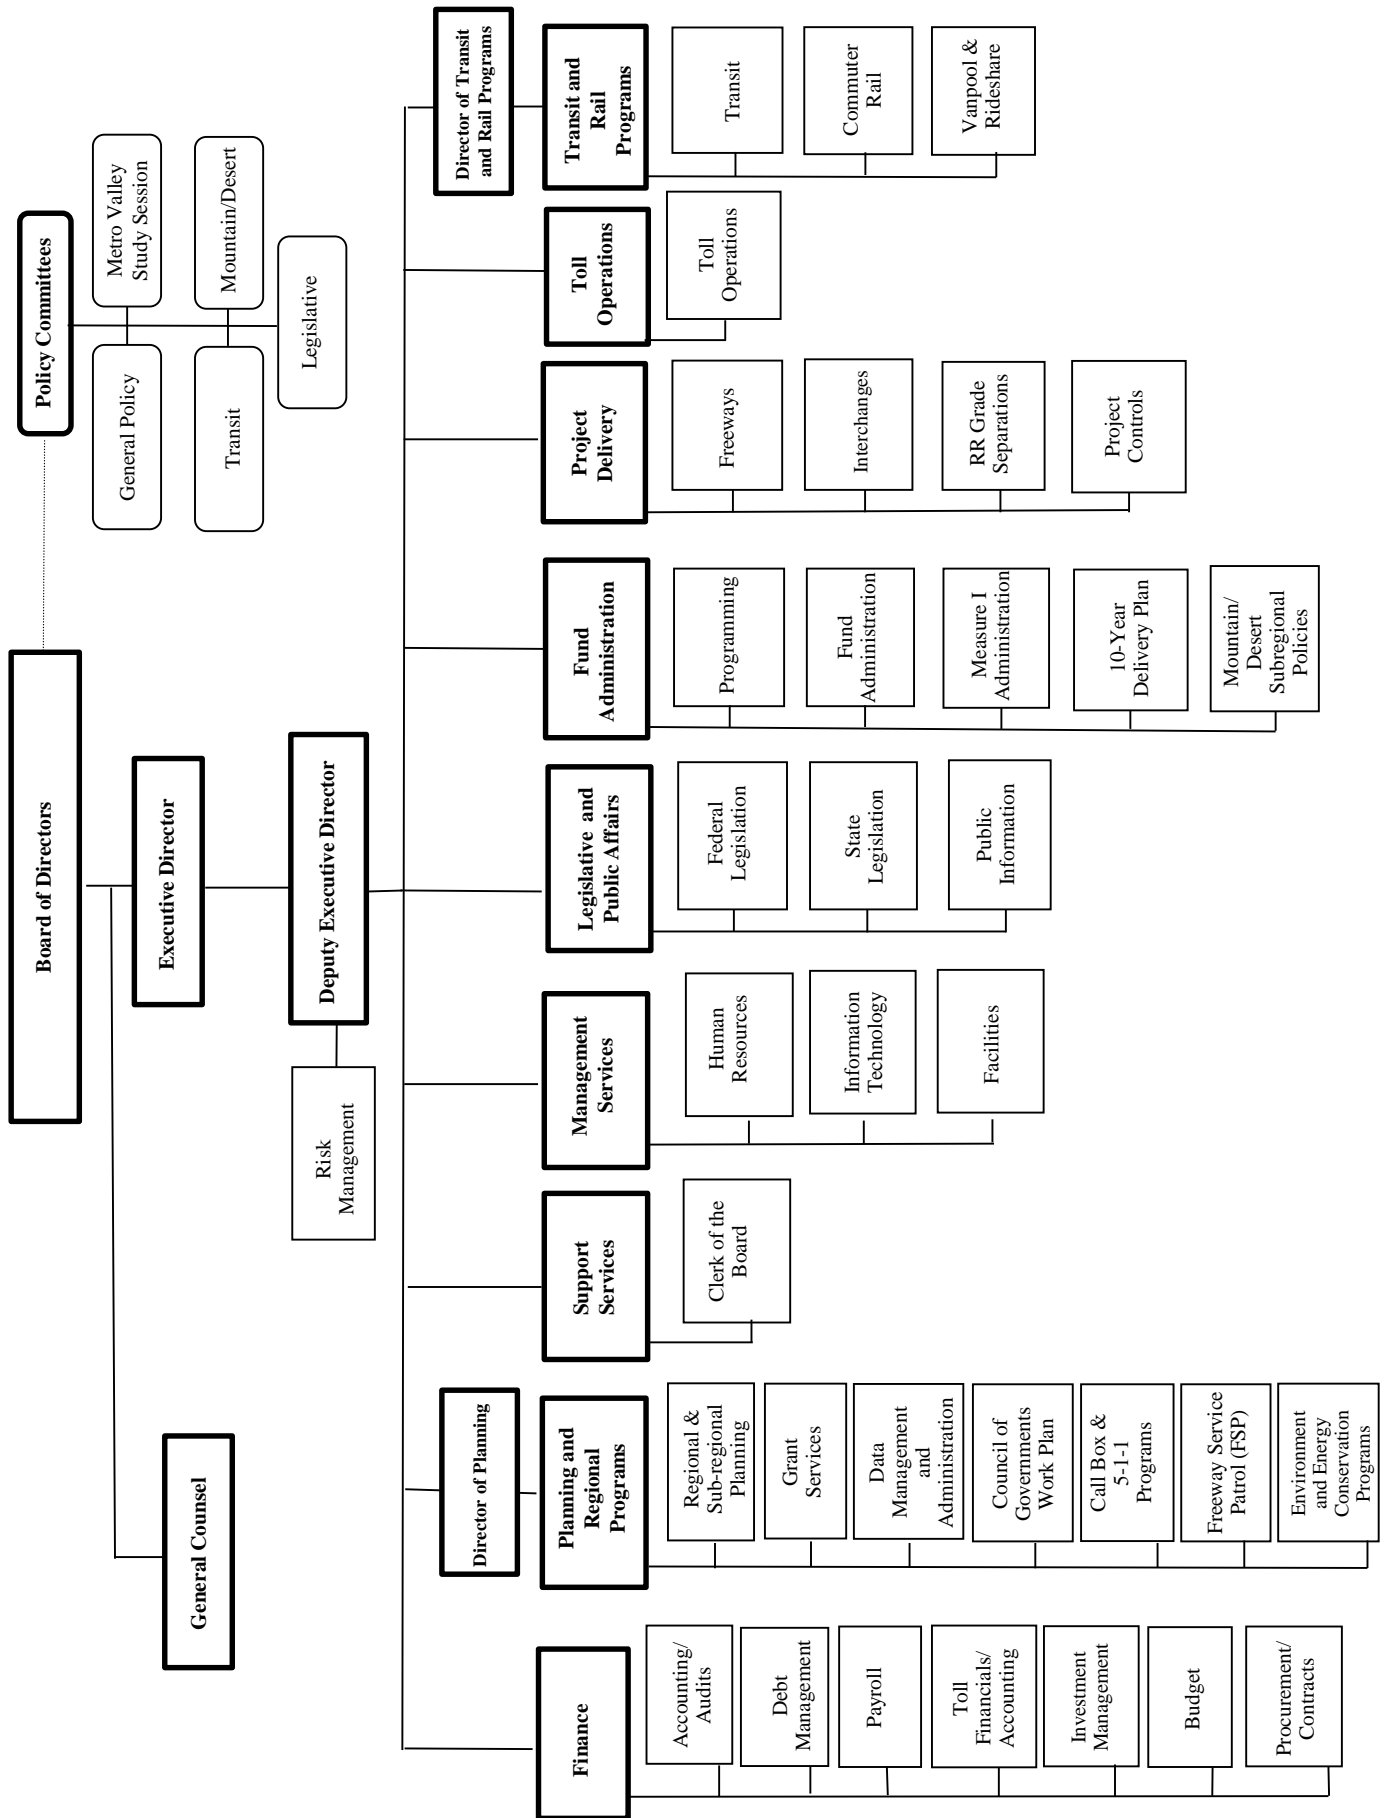 Board of Directors
Policy Committees
General Policy
Metro Valley
Study Session
Transit
Mountain/Desert
Legislative
General Counsel
Executive Director
Deputy Executive Director
Risk
Management
Finance
Accounting/
Audits
Debt
Management
Payroll
Toll
Financials/
Accounting
Investment
Management
Budget
Procurement/
Contracts
Director of Planning
Planning and
Regional
Programs
Regional &
Sub-regional
Planning
Grant
Services
Data
Management
and
Administration
Council of
Governments
Work Plan
Call Box &
5-1-1
Programs
Freeway Service
Patrol (FSP)
Environment
and Energy
Conservation
Programs
Support
Services
Clerk of the
Board
Management
Services
Human
Resources
Information
Technology
Facilities
Legislative and
Public Affairs
Federal
Legislation
State
Legislation
Public
Information
Fund
Administration
Programming
Fund
Administration
Measure I
Administration
10-Year
Delivery Plan
Mountain/
Desert
Subregional
Policies
Project
Delivery
Freeways
Interchanges
RR Grade
Separations
Project
Controls
Toll
Operations
Toll
Operations
Director of Transit
and Rail Programs
Transit and
Rail
Programs
Transit
Commuter
Rail
Vanpool &
Rideshare